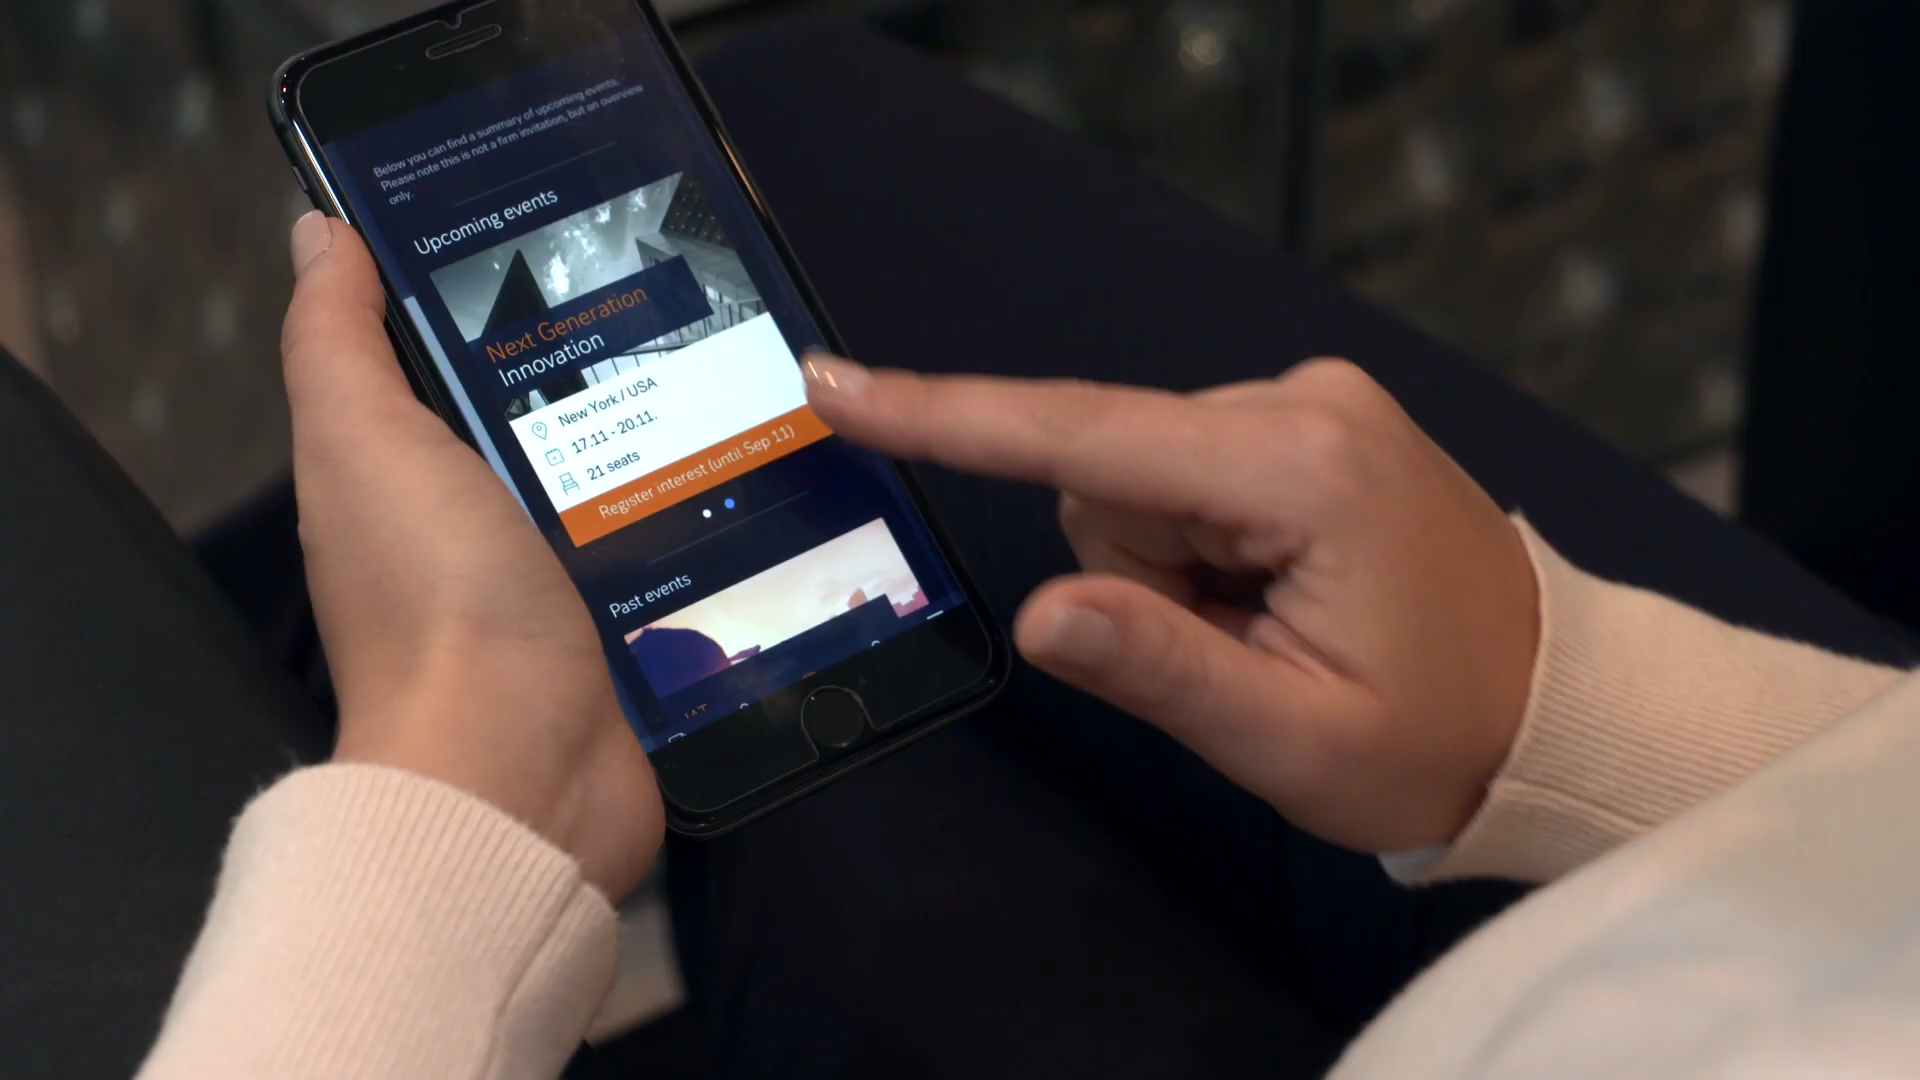 Below you can find a summary of upcoming events.
Please note this is not a firm invitation, but an overview
only.
Upcoming events
Next Generation
Innovation
New York / USA
17.11 - 20.11.
21 seats
Register interest (until Sep 11)
Past events